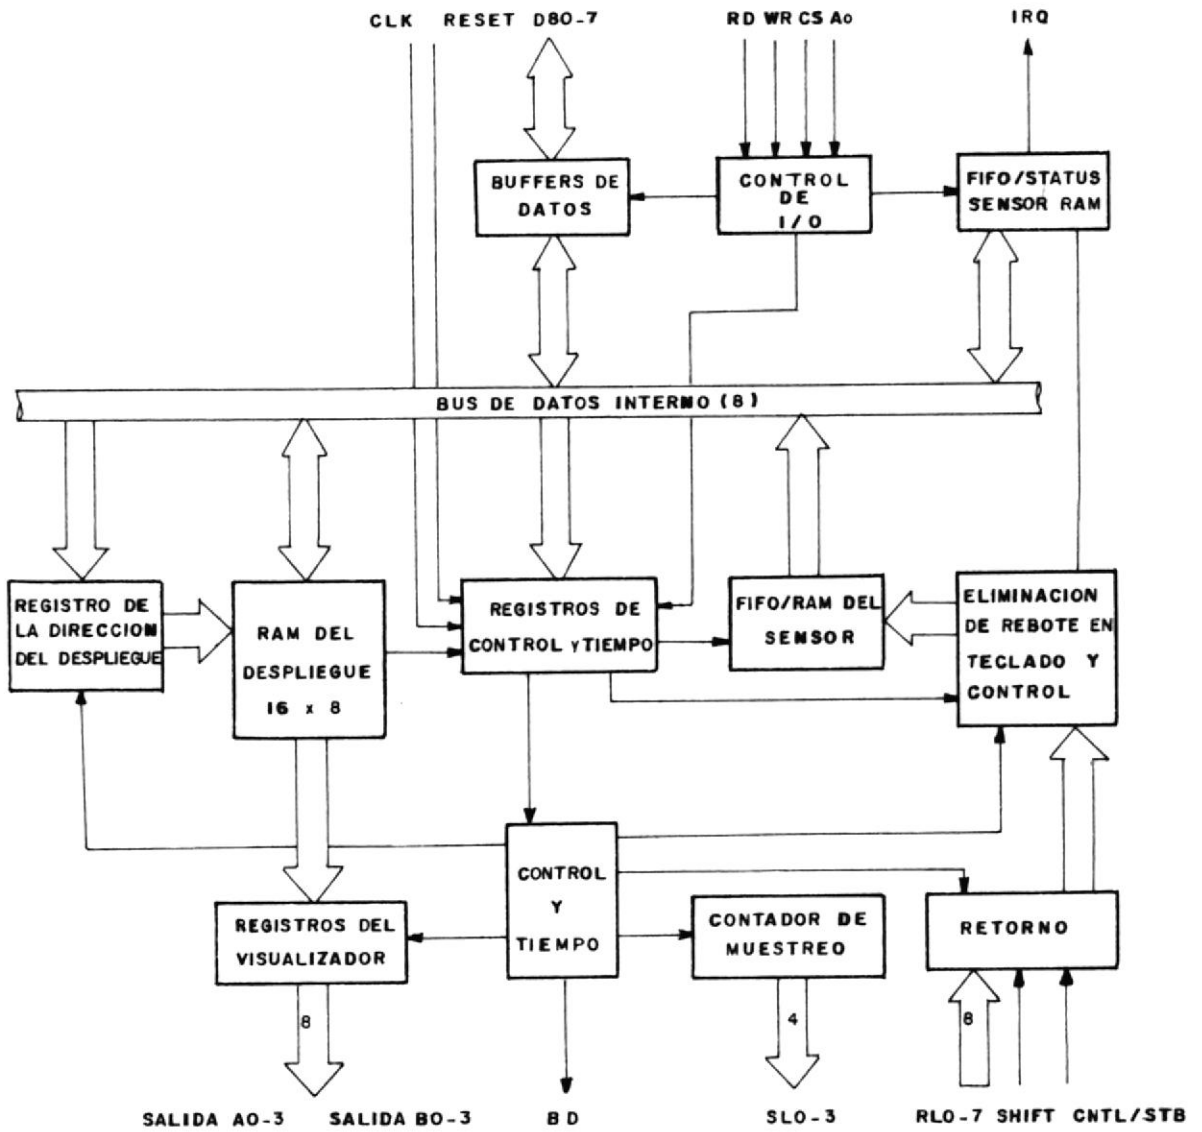 CLK RESET D80-7 RD WR CS Ao IRQ
BUFFERS DE
DATOS
CONTROL
DE
I/O
FIFO/STATUS
SENSOR RAM
BUS DE DATOS INTERNO (8)
REGISTRO DE
LA DIRECCION
DEL DESPLIEGUE
RAM DEL
DESPLIEGUE
16 x 8
REGISTROS DE
CONTROL y TIEMPO
FIFO/RAM DEL
SENSOR
ELIMINACION
DE REBOTE EN
TECLADO Y
CONTROL
REGISTROS DEL
VISUALIZADOR
CONTROL
Y
TIEMPO
CONTADOR DE
MUESTREO
RETORNO
8
4
8
SALIDA A0-3 SALIDA B0-3 BD SL0-3 RL0-7 SHIFT CNTL/STB